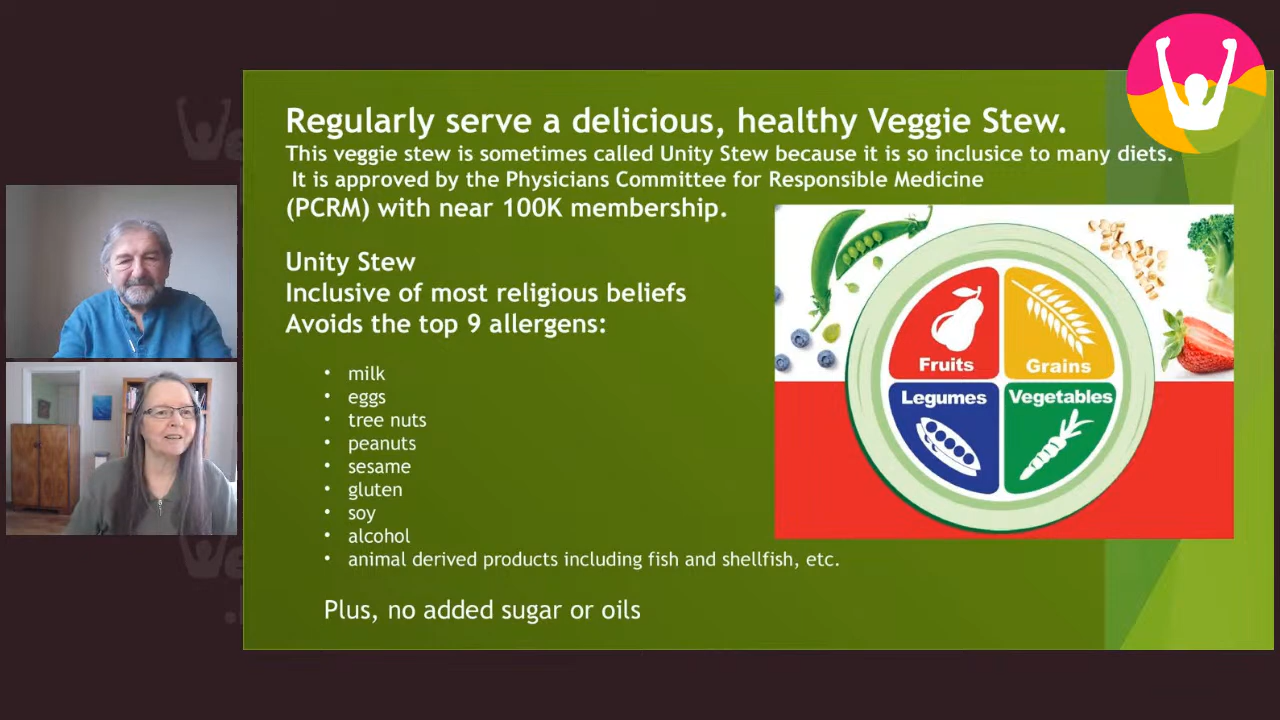 Regularly serve a delicious, healthy Veggie Stew.
This veggie stew is sometimes called Unity Stew because it is so inclusice to many diets.
It is approved by the Physicians Committee for Responsible Medicine
(PCRM) with near 100K membership.
Unity Stew
Inclusive of most religious beliefs
Avoids the top 9 allergens:
• milk
• eggs
• tree nuts
• peanuts
• sesame
• gluten
• soy
• alcohol
• animal derived products including fish and shellfish, etc.
Plus, no added sugar or oils
Fruits
Grains
Legumes
Vegetables